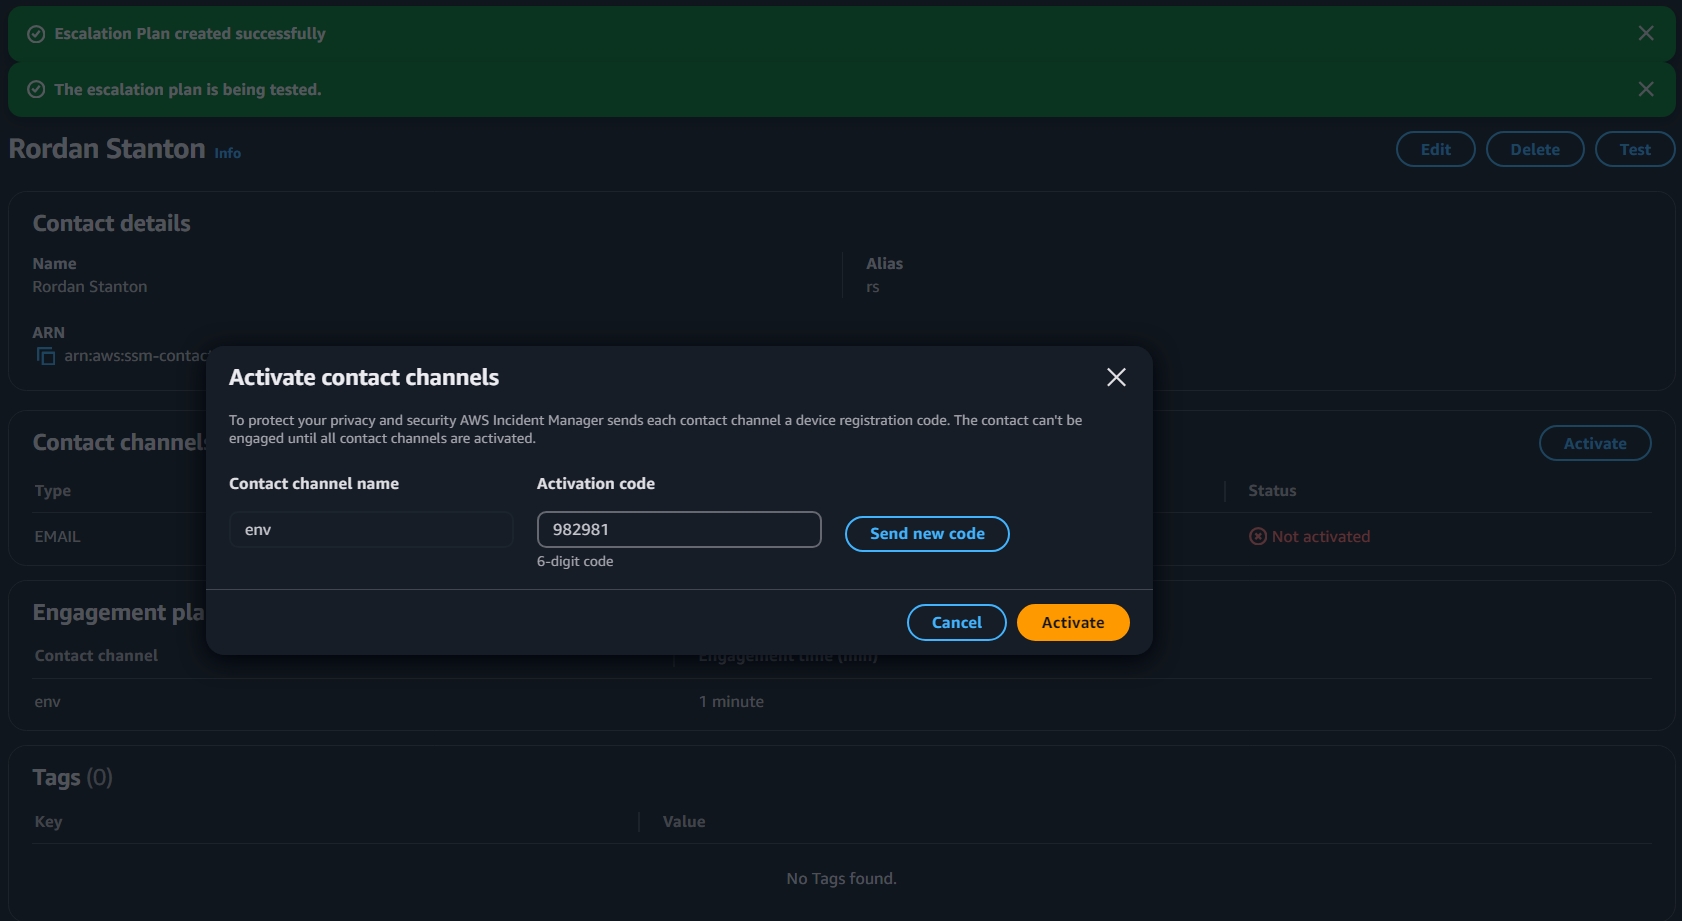 Escalation Plan created successfully
The escalation plan is being tested.
Rordan Stanton Info
Edit Delete Test
Contact details
Name
Rordan Stanton
Alias
rs
ARN
arn:aws:ssm-contac
Activate contact channels
To protect your privacy and security AWS Incident Manager sends each contact channel a device registration code. The contact can't be
engaged until all contact channels are activated.
Contact channel name
env
Activation code
982981
6-digit code
Send new code
Cancel Activate
Contact channels
Activate
Type Status
EMAIL Not activated
Engagement pla
Contact channel Engagement time (min)
env 1 minute
Tags (0)
Key Value
No Tags found.